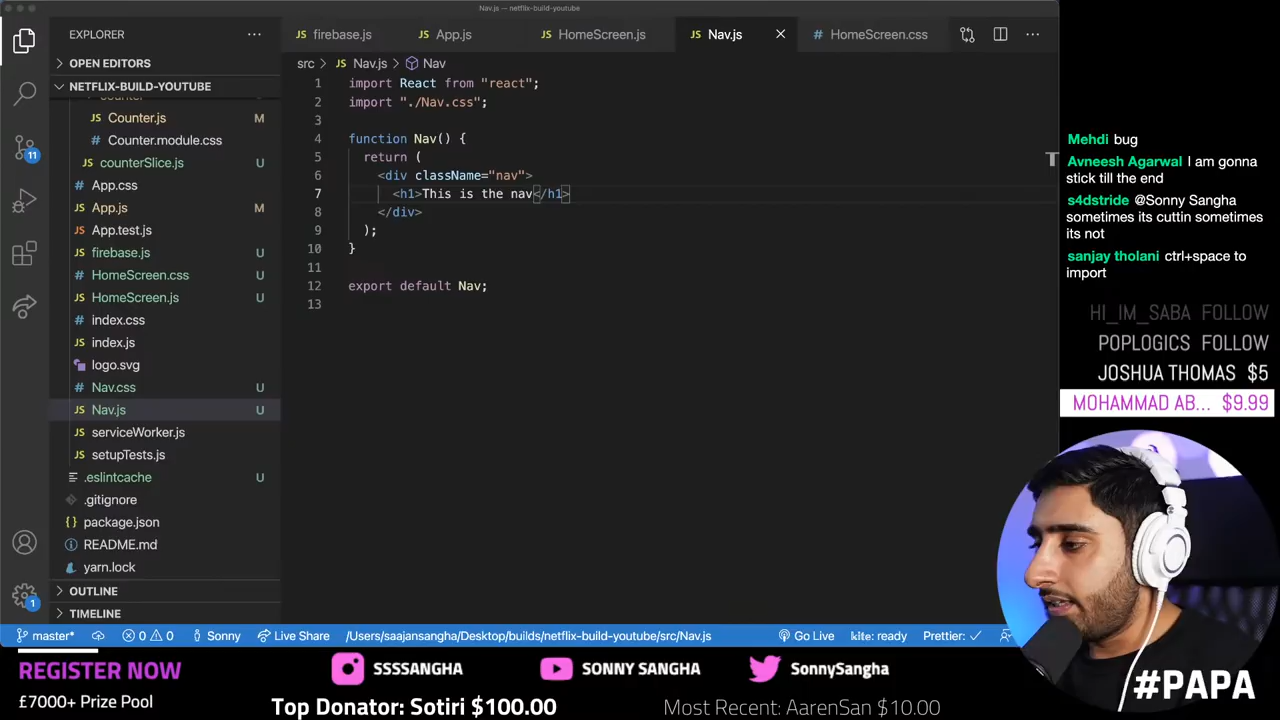 Nav.js — netflix-build-youtube
EXPLORER
firebase.js
App.js
HomeScreen.js
Nav.js
HomeScreen.css
OPEN EDITORS
NETFLIX-BUILD-YOUTUBE
counter
Counter.js M
Counter.module.css
counterSlice.js U
App.css
App.js M
App.test.js
firebase.js U
HomeScreen.css U
HomeScreen.js U
index.css
index.js
logo.svg
Nav.css U
Nav.js U
serviceWorker.js
setupTests.js
.eslintcache U
.gitignore
package.json
README.md
yarn.lock
OUTLINE
TIMELINE
11
1
src > Nav.js > Nav
1 import React from "react";
2 import "./Nav.css";
3
4 function Nav() {
5 return (
6 <div className="nav">
7 <h1>This is the nav</h1>
8 </div>
9 );
10 }
11
12 export default Nav;
13
Mehdi bug
Avneesh Agarwal I am gonna
stick till the end
s4dstride @Sonny Sangha
sometimes its cuttin sometimes
its not
sanjay tholani ctrl+space to
import
HI_IM_SABA FOLLOW
POPLOGICS FOLLOW
JOSHUA THOMAS $5
MOHAMMAD AB... $9.99
master* 0 0 Sonny Live Share /Users/saajansangha/Desktop/builds/netflix-build-youtube/src/Nav.js Go Live kite: ready Prettier: ✓
REGISTER NOW
£7000+ Prize Pool
SSSSANGHA
SONNY SANGHA
SonnySangha
Top Donator: Sotiri $100.00
Most Recent: AarenSan $10.00
#PAPA